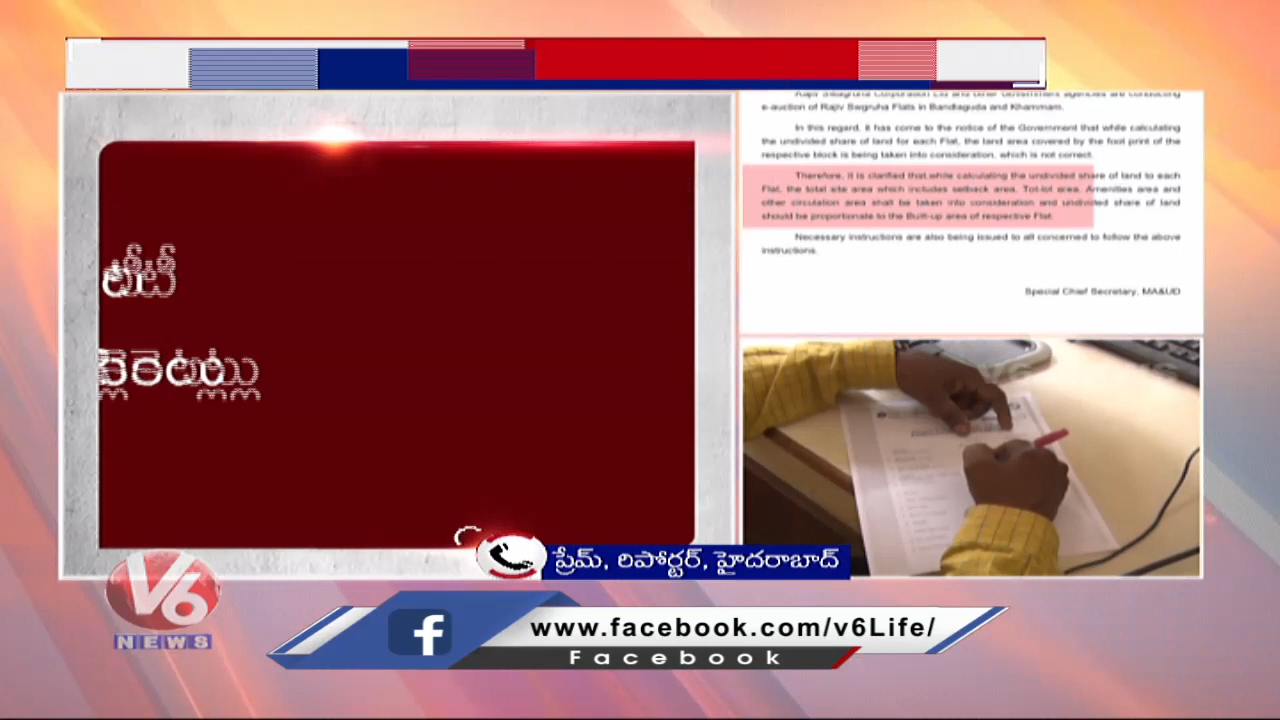 Rajiv Swagruha Corporation Ltd and other Government agencies are conducting
e-auction of Rajiv Swgruha Flats in Bandlaguda and Khammam.
In this regard, it has come to the notice of the Government that while calculating
the undivided share of land for each Flat, the land area covered by the foot print of the
respective block is being taken into consideration, which is not correct.
Therefore, it is clarified that while calculating the undivided share of land to each
Flat, the total site area which includes setback area, Tot-lot area, Amenities area and
other circulation area shall be taken into consideration and undivided share of land
should be proportionate to the Built-up area of respective Flat.
Necessary instructions are also being issued to all concerned to follow the above
instructions.
Special Chief Secretary, MA&UD
ప్రేమ్, రిపోర్టర్, హైదరాబాద్
V6
NEWS
f
www.facebook.com/v6Life/
Facebook